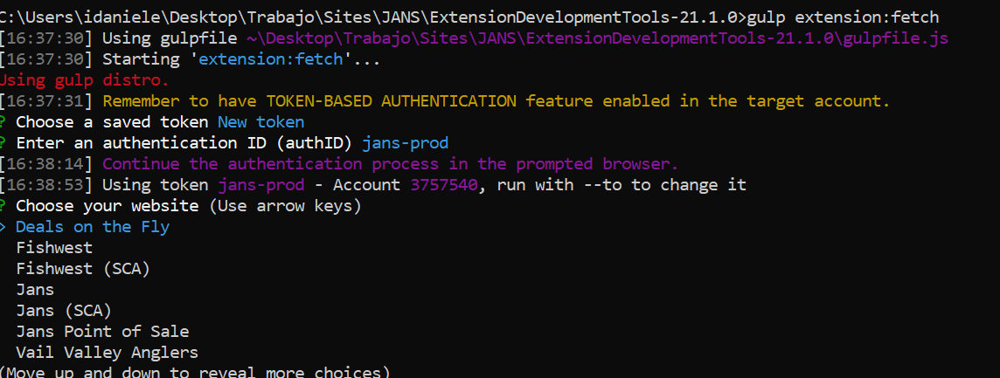 C:\Users\idaniele\Desktop\Trabajo\Sites\JANS\ExtensionDevelopmentTools-21.1.0>gulp extension:fetch
[16:37:30] Using gulpfile ~\Desktop\Trabajo\Sites\JANS\ExtensionDevelopmentTools-21.1.0\gulpfile.js
[16:37:30] Starting 'extension:fetch'...
Using gulp distro.
[16:37:31] Remember to have TOKEN-BASED AUTHENTICATION feature enabled in the target account.
? Choose a saved token New token
? Enter an authentication ID (authID) jans-prod
[16:38:14] Continue the authentication process in the prompted browser.
[16:38:53] Using token jans-prod - Account 3757540, run with --to to change it
? Choose your website (Use arrow keys)
> Deals on the Fly
Fishwest
Fishwest (SCA)
Jans
Jans (SCA)
Jans Point of Sale
Vail Valley Anglers
(Move up and down to reveal more choices)